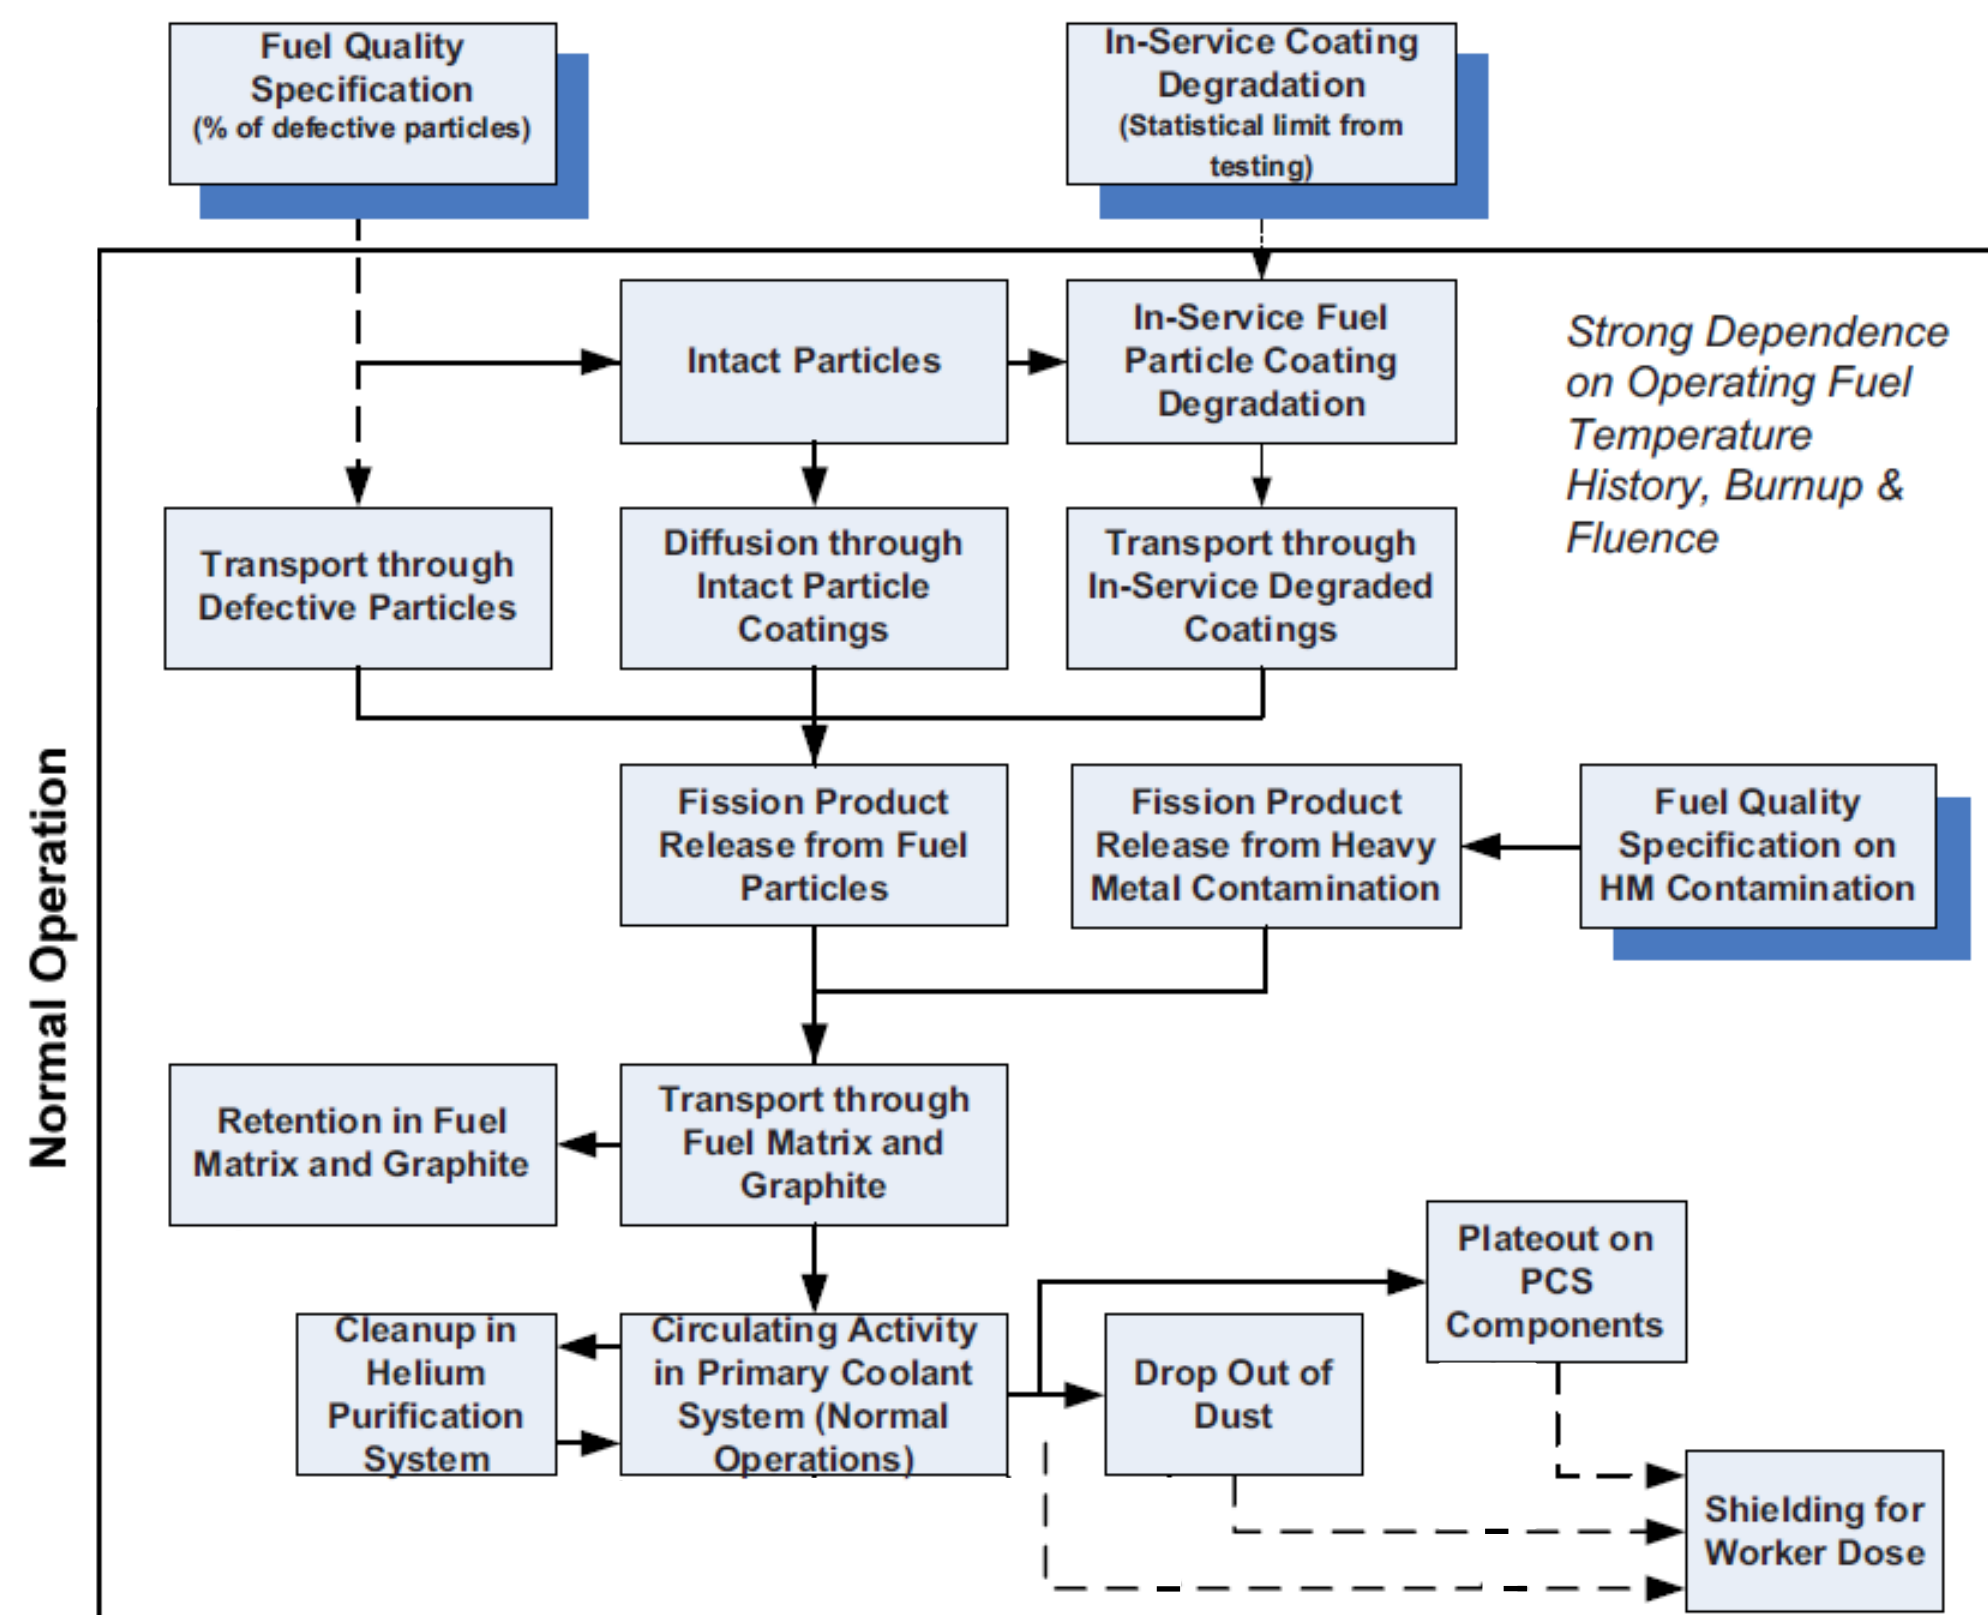 Fuel Quality
Specification
(% of defective particles)
In-Service Coating
Degradation
(Statistical limit from
testing)
Intact Particles
In-Service Fuel
Particle Coating
Degradation
Strong Dependence
on Operating Fuel
Temperature
History, Burnup &
Fluence
Transport through
Defective Particles
Diffusion through
Intact Particle
Coatings
Transport through
In-Service Degraded
Coatings
Normal Operation
Fission Product
Release from Fuel
Particles
Fission Product
Release from Heavy
Metal Contamination
Fuel Quality
Specification on
HM Contamination
Retention in Fuel
Matrix and Graphite
Transport through
Fuel Matrix and
Graphite
Plateout on
PCS
Components
Cleanup in
Helium
Purification
System
Circulating Activity
in Primary Coolant
System (Normal
Operations)
Drop Out of
Dust
Shielding for
Worker Dose